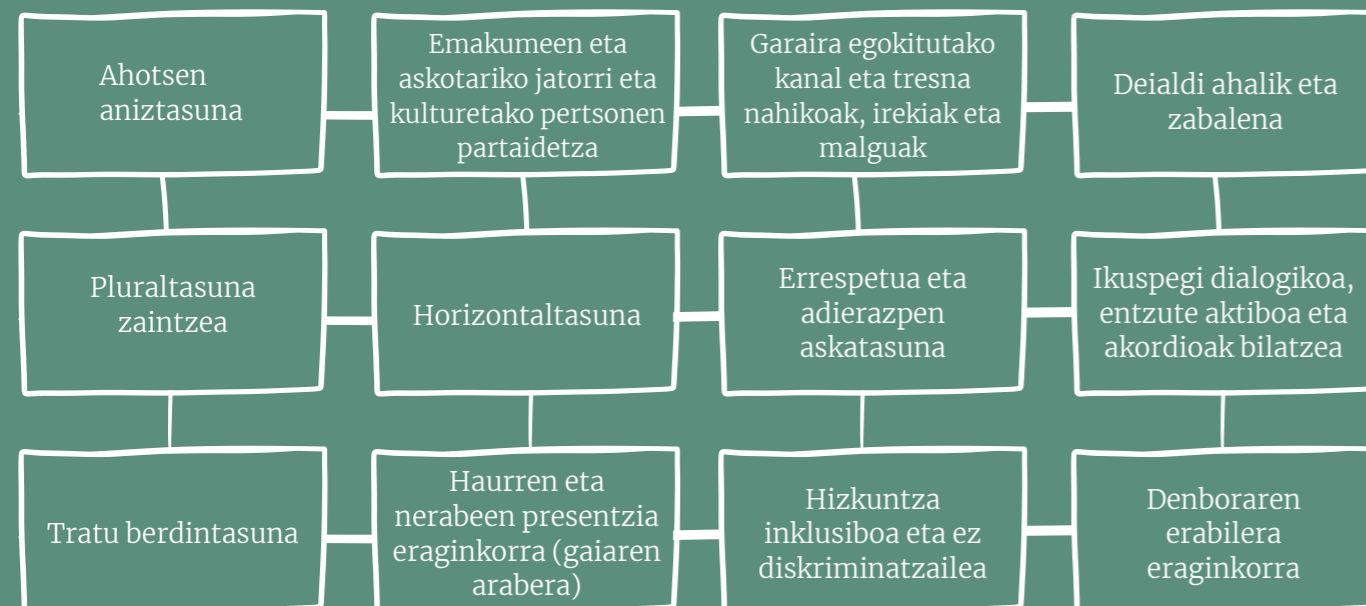 Ahotsen
aniztasuna
Emakumeen eta
askotariko jatorri eta
kulturetako pertsonen
partaidetza
Garaira egokitutako
kanal eta tresna
nahikoak, irekiak eta
malguak
Deialdi ahalik eta
zabalena
Pluraltasuna
zaintzea
Horizontaltasuna
Errespetua eta
adierazpen
askatasuna
Ikuspegi dialogikoa,
entzute aktiboa eta
akordioak bilatzea
Tratu berdintasuna
Haurren eta
nerabeen presentzia
eraginkorra (gaiaren
arabera)
Hizkuntza
inklusiboa eta ez
diskriminatzailea
Denboraren
erabilera
eraginkorra